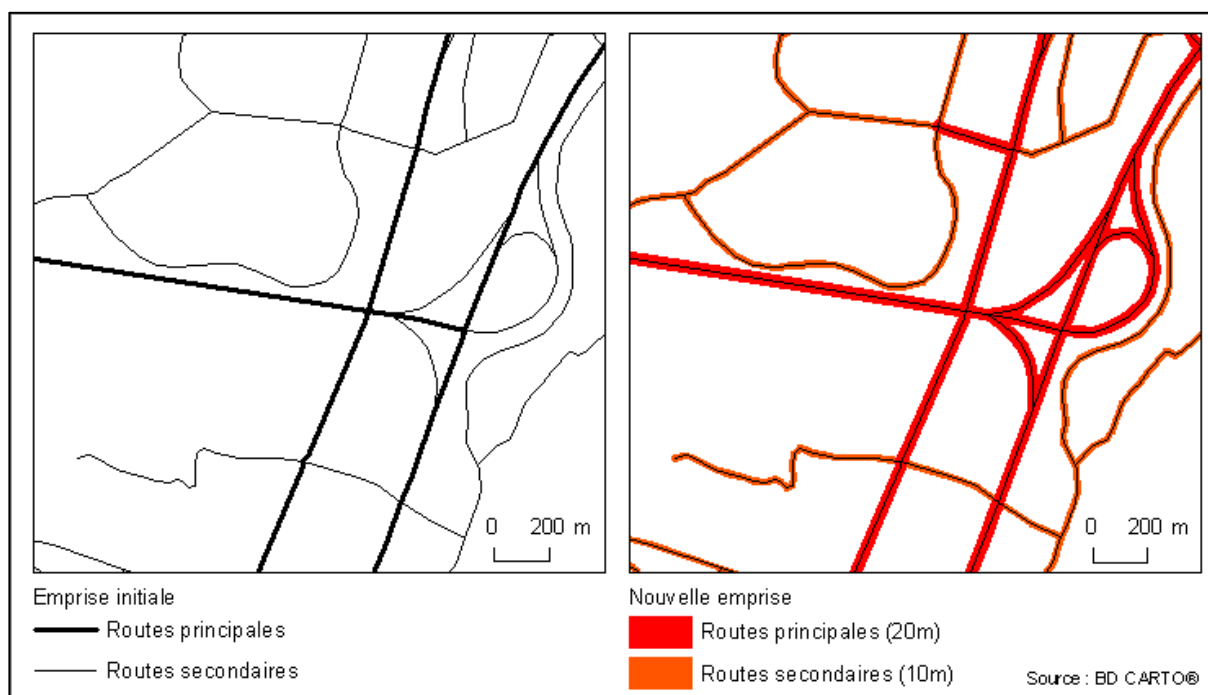 0 200 m
0 200 m
Emprise initiale
Routes principales
Routes secondaires
Nouvelle emprise
Routes principales (20m)
Routes secondaires (10m)
Source : BD CARTO®